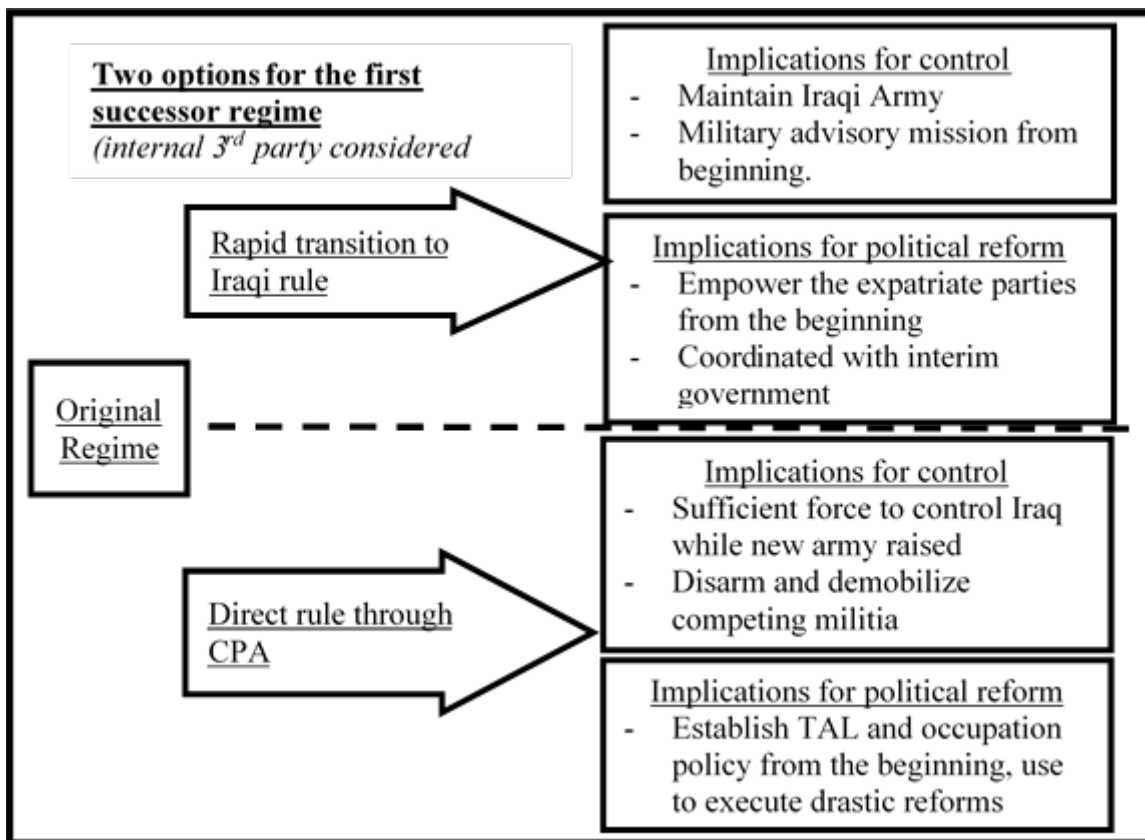 Two options for the first
successor regime
(internal 3rd party considered
Implications for control
- Maintain Iraqi Army
- Military advisory mission from
beginning.
Rapid transition to
Iraqi rule
Implications for political reform
- Empower the expatriate parties
from the beginning
- Coordinated with interim
government
Original
Regime
Implications for control
- Sufficient force to control Iraq
while new army raised
- Disarm and demobilize
competing militia
Direct rule through
CPA
Implications for political reform
- Establish TAL and occupation
policy from the beginning, use
to execute drastic reforms